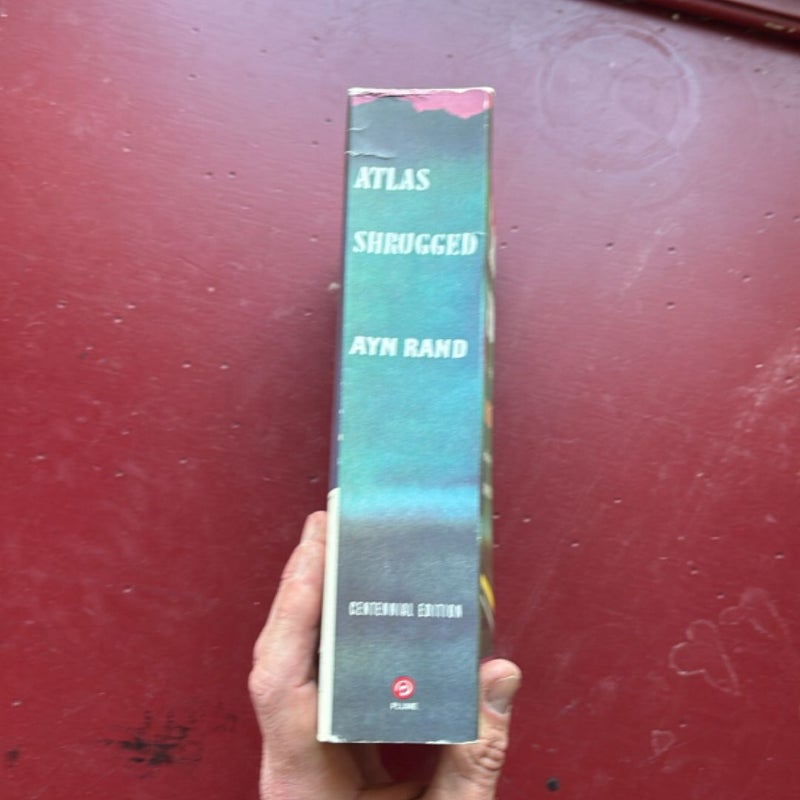 ATLAS
SHRUGGED
AYN RAND
CENTENNIAL EDITION
PLUME